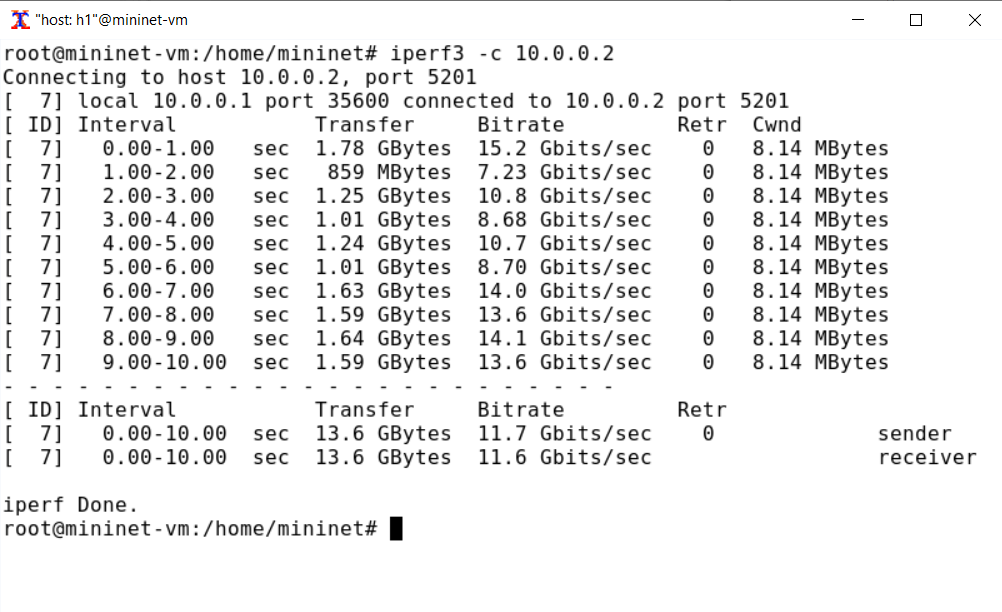 "host: h1"@mininet-vm
root@mininet-vm:/home/mininet# iperf3 -c 10.0.0.2
Connecting to host 10.0.0.2, port 5201
[  7] local 10.0.0.1 port 35600 connected to 10.0.0.2 port 5201
[ ID] Interval           Transfer     Bitrate         Retr  Cwnd
[  7]   0.00-1.00   sec  1.78 GBytes  15.2 Gbits/sec    0   8.14 MBytes
[  7]   1.00-2.00   sec   859 MBytes  7.23 Gbits/sec    0   8.14 MBytes
[  7]   2.00-3.00   sec  1.25 GBytes  10.8 Gbits/sec    0   8.14 MBytes
[  7]   3.00-4.00   sec  1.01 GBytes  8.68 Gbits/sec    0   8.14 MBytes
[  7]   4.00-5.00   sec  1.24 GBytes  10.7 Gbits/sec    0   8.14 MBytes
[  7]   5.00-6.00   sec  1.01 GBytes  8.70 Gbits/sec    0   8.14 MBytes
[  7]   6.00-7.00   sec  1.63 GBytes  14.0 Gbits/sec    0   8.14 MBytes
[  7]   7.00-8.00   sec  1.59 GBytes  13.6 Gbits/sec    0   8.14 MBytes
[  7]   8.00-9.00   sec  1.64 GBytes  14.1 Gbits/sec    0   8.14 MBytes
[  7]   9.00-10.00  sec  1.59 GBytes  13.6 Gbits/sec    0   8.14 MBytes
- - - - - - - - - - - - - - - - - - - - - - - - -
[ ID] Interval           Transfer     Bitrate         Retr
[  7]   0.00-10.00  sec  13.6 GBytes  11.7 Gbits/sec    0             sender
[  7]   0.00-10.00  sec  13.6 GBytes  11.6 Gbits/sec                  receiver
iperf Done.
root@mininet-vm:/home/mininet#